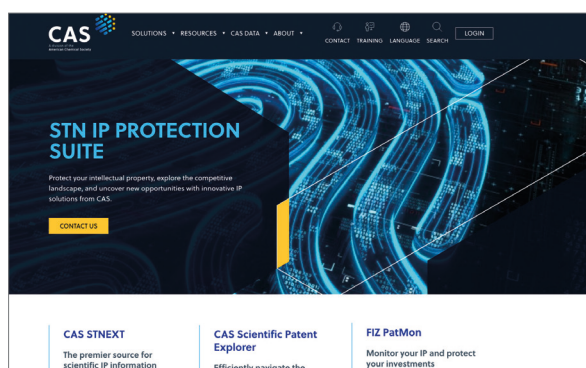 CAS
A division of the
American Chemical Society
SOLUTIONS RESOURCES CAS DATA ABOUT
CONTACT TRAINING LANGUAGE SEARCH
LOGIN
STN IP PROTECTION
SUITE
Protect your intellectual property, explore the competitive
landscape, and uncover new opportunities with innovative IP
solutions from CAS.
CONTACT US
CAS STNEXT
The premier source for
scientific IP information
CAS Scientific Patent
Explorer
Efficiently navigate the
FIZ PatMon
Monitor your IP and protect
your investments